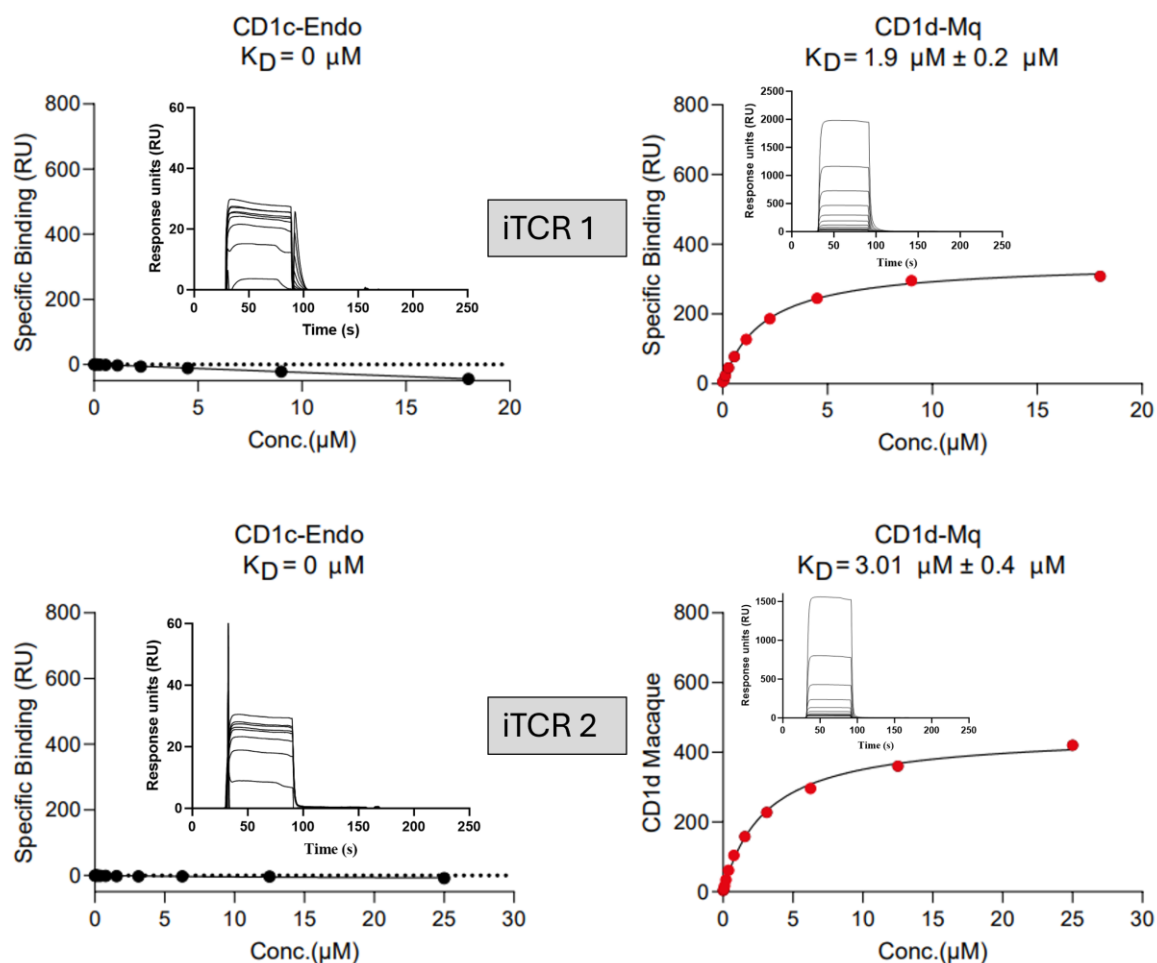 CD1c-Endo
KD= 0 µM
800
600
400
200
0
Specific Binding (RU)
0 5 10 15 20
Conc.(µM)
60
40
20
0
Response units (RU)
0 50 100 150 200 250
Time (s)
iTCR 1
CD1d-Mq
KD= 1.9 µM ± 0.2 µM
800
600
400
200
0
Specific Binding (RU)
0 5 10 15 20
Conc.(µM)
2500
2000
1500
1000
500
0
Response units (RU)
0 50 100 150 200 250
Time (s)
CD1c-Endo
KD= 0 µM
800
600
400
200
0
Specific Binding (RU)
0 5 10 15 20 25 30
Conc.(µM)
60
40
20
0
Response units (RU)
0 50 100 150 200 250
Time (s)
iTCR 2
CD1d-Mq
KD= 3.01 µM ± 0.4 µM
800
600
400
200
0
CD1d Macaque
0 5 10 15 20 25 30
Conc.(µM)
1500
1000
500
0
Response units (RU)
0 50 100 150 200 250
Time (s)